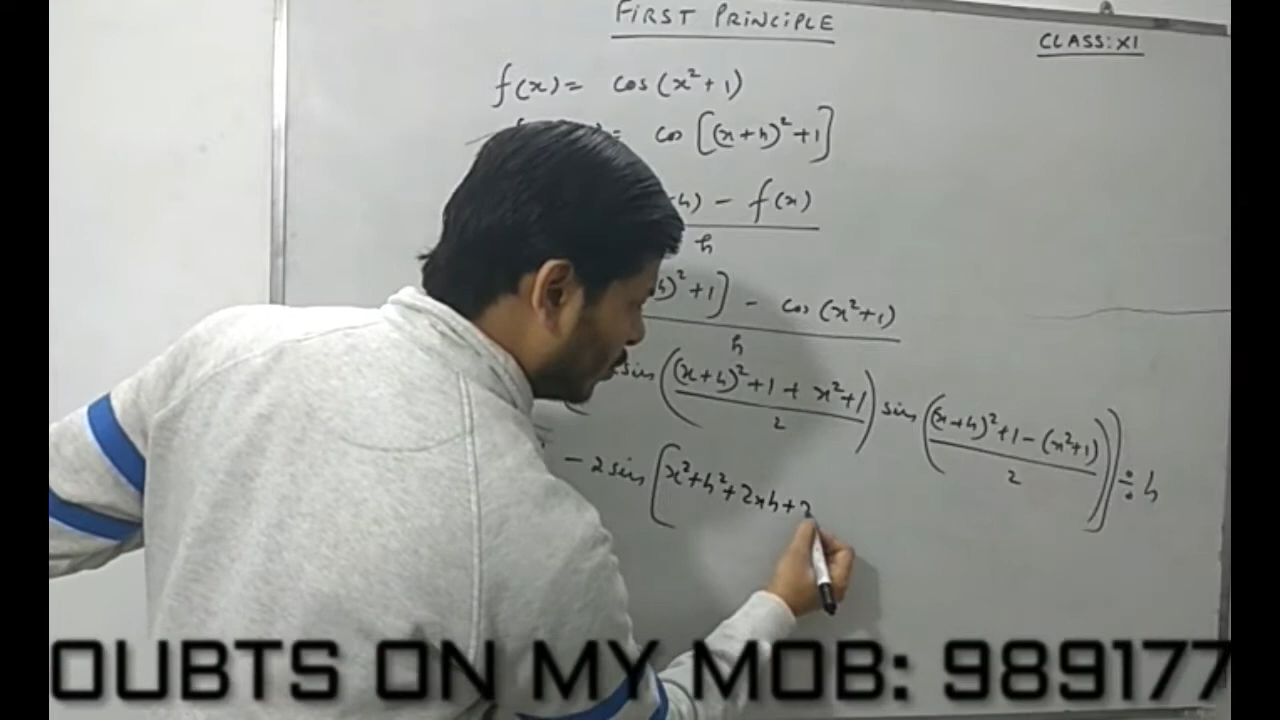 FIRST PRINCIPLE
CLASS: XI
f(x) = cos (x² + 1)
= cos [(x+h)² + 1]
h) - f(x)
h
h)² + 1] - cos (x² + 1)
h
2 sin ((x+h)² + 1 + x² + 1 / 2) sin ((x+h)² + 1 - (x² + 1) / 2)) ÷ h
- 2 sin [x² + h² + 2xh +
OUBTS ON MY MOB: 989177